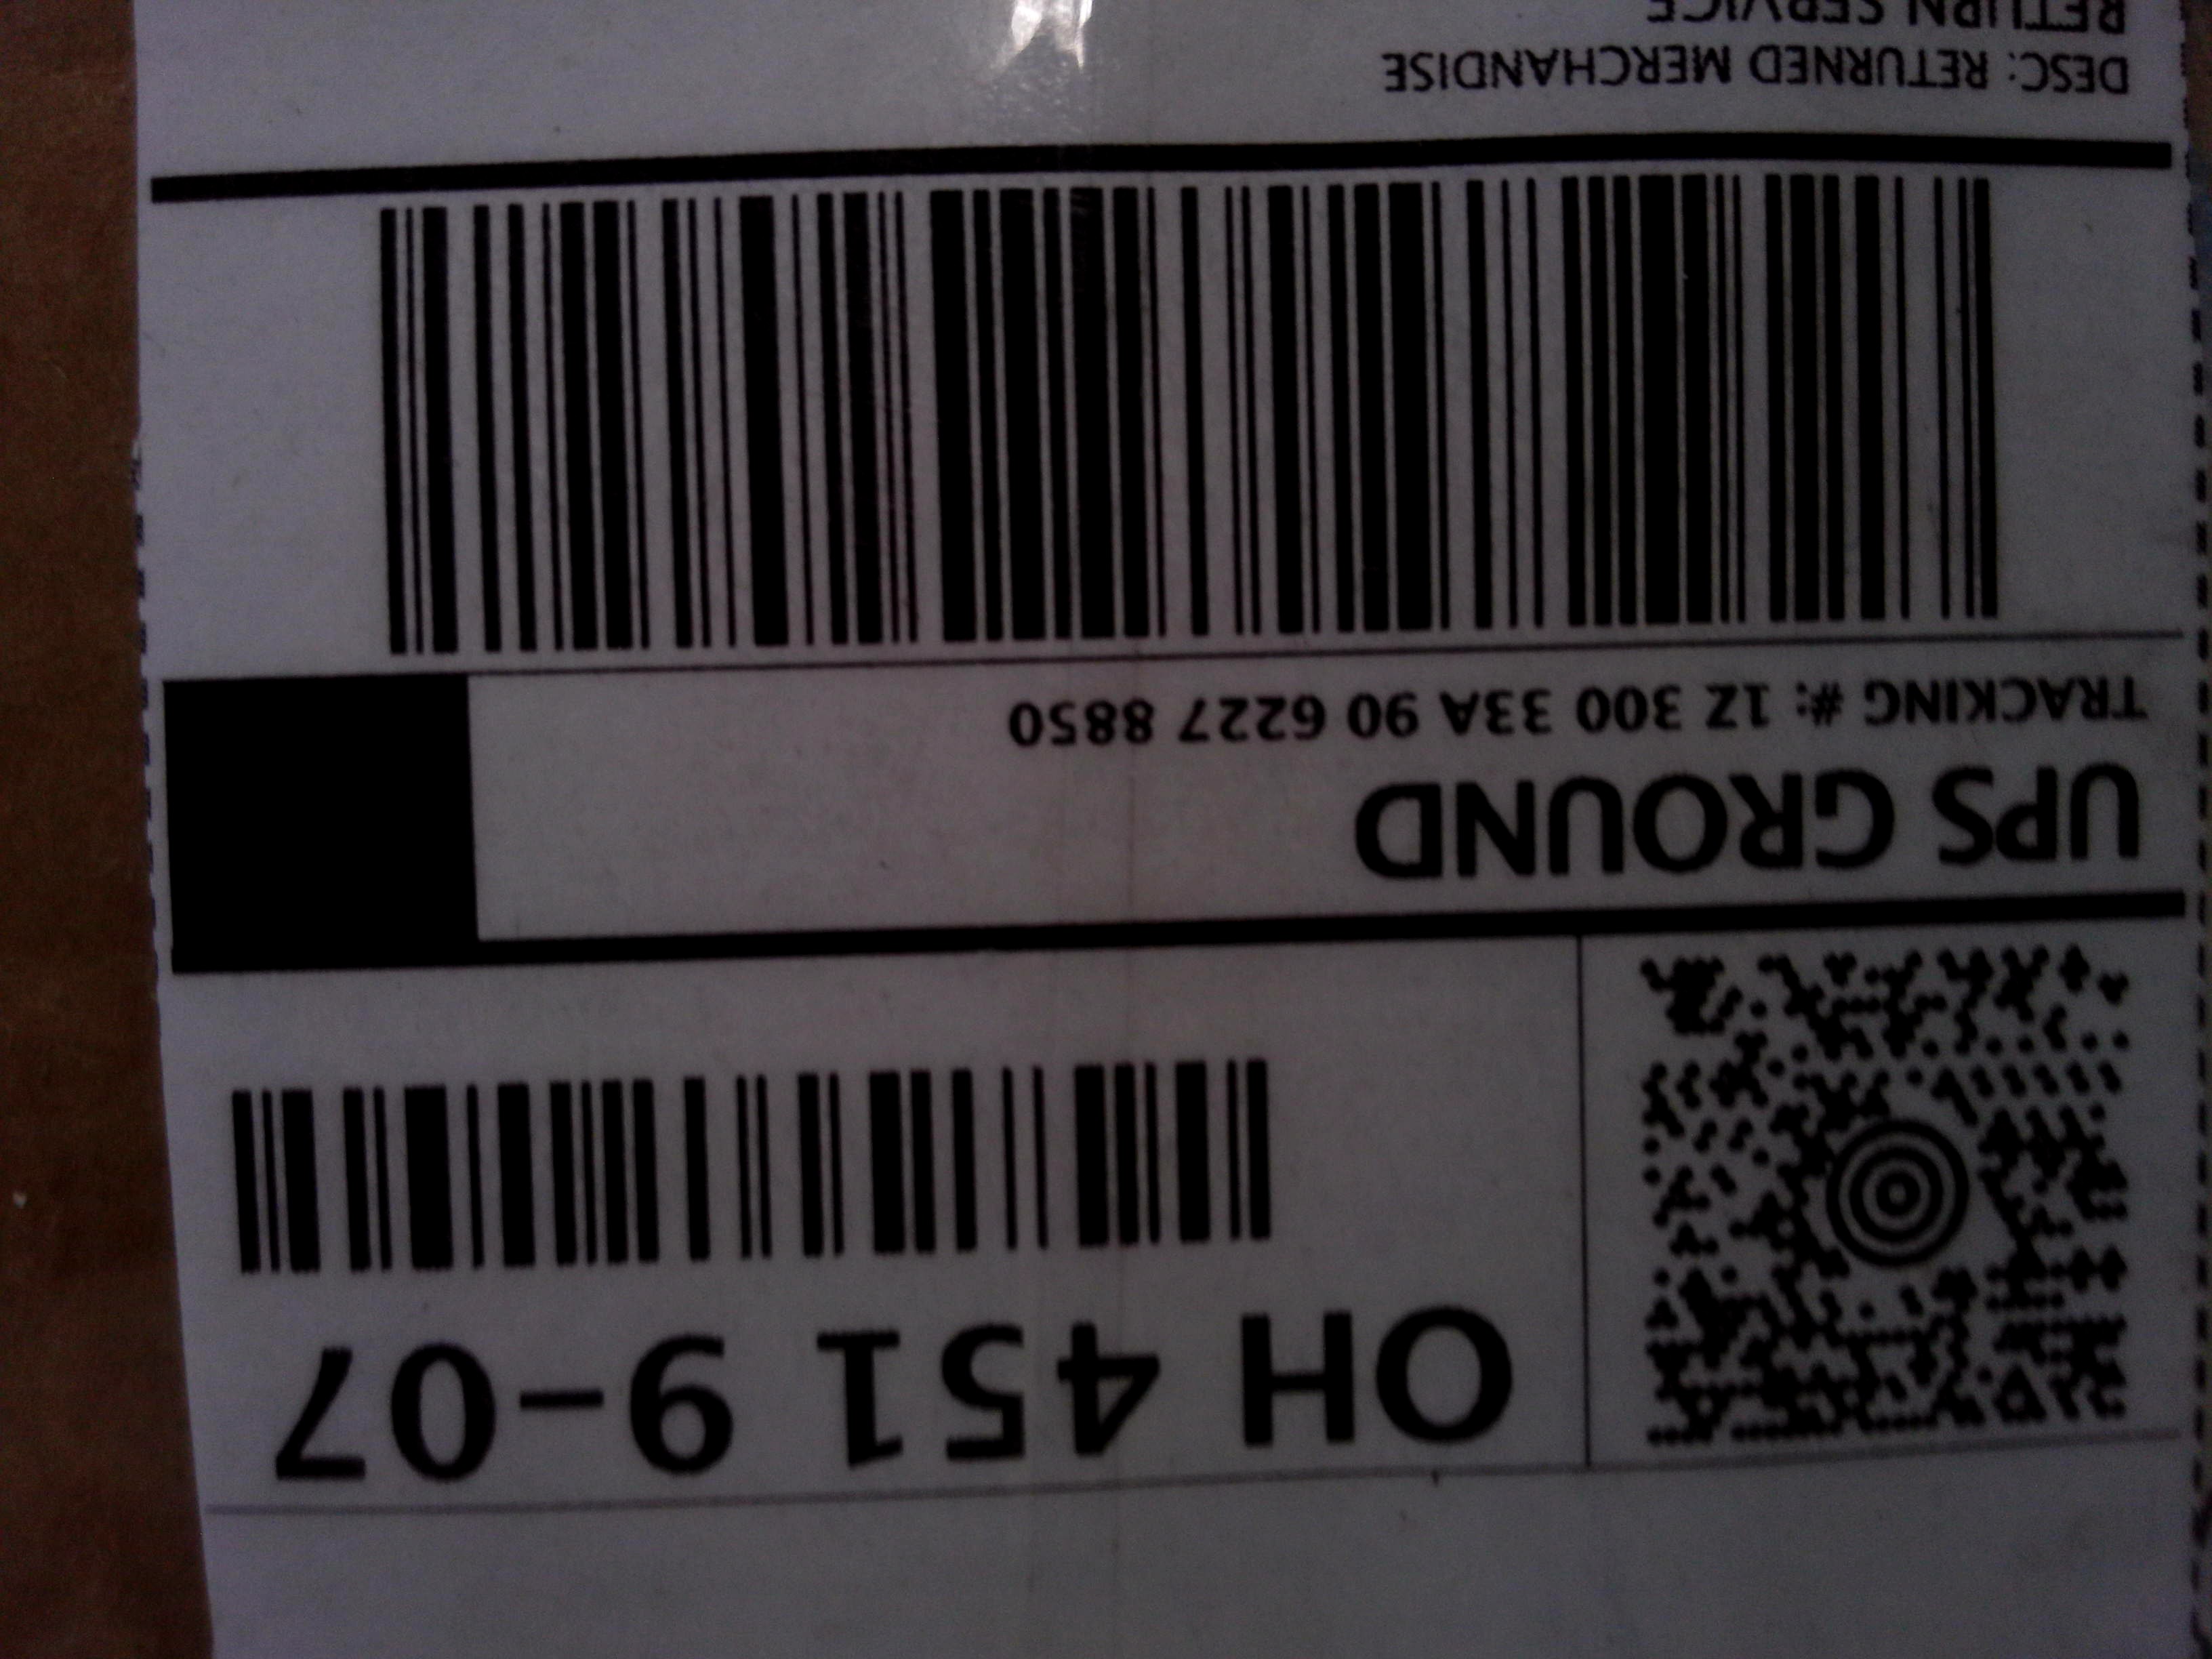 OH 451 9-07
UPS GROUND
TRACKING #: 1Z 300 33A 90 6227 8850
DESC: RETURNED MERCHANDISE
RETURN SERVICE